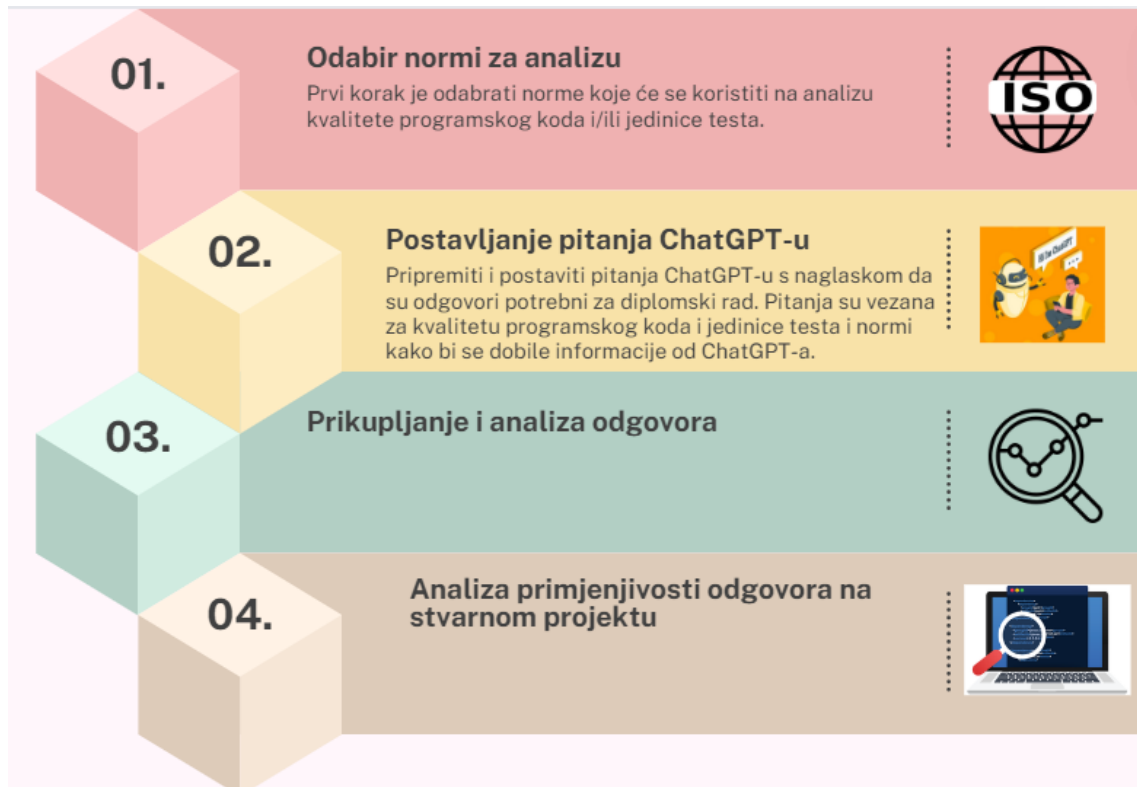 01.
Odabir normi za analizu
Prvi korak je odabrati norme koje će se koristiti na analizu
kvalitete programskog koda i/ili jedinice testa.
ISO
02.
Postavljanje pitanja ChatGPT-u
Pripremiti i postaviti pitanja ChatGPT-u s naglaskom da
su odgovori potrebni za diplomski rad. Pitanja su vezana
za kvalitetu programskog koda i jedinice testa i normi
kako bi se dobile informacije od ChatGPT-a.
Hi I'm ChatGPT
03.
Prikupljanje i analiza odgovora
04.
Analiza primjenjivosti odgovora na
stvarnom projektu